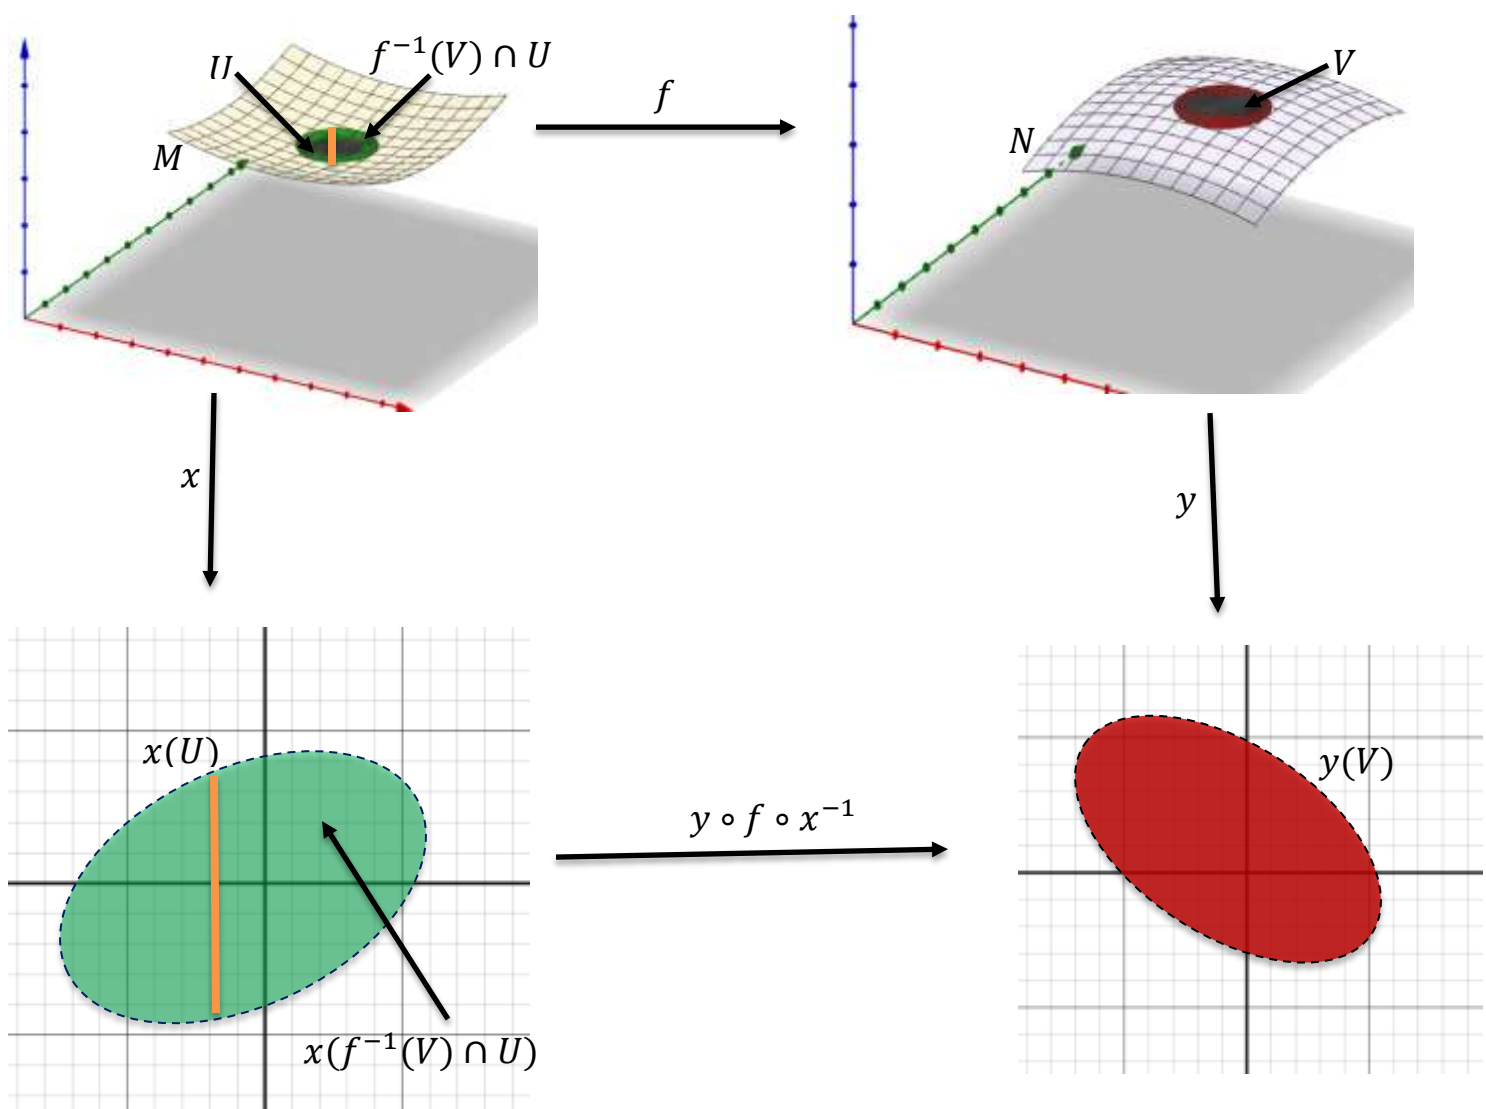 U
f⁻¹(V) ∩ U
f
V
M
N
x
y
x(U)
y(V)
y ∘ f ∘ x⁻¹
x(f⁻¹(V) ∩ U)